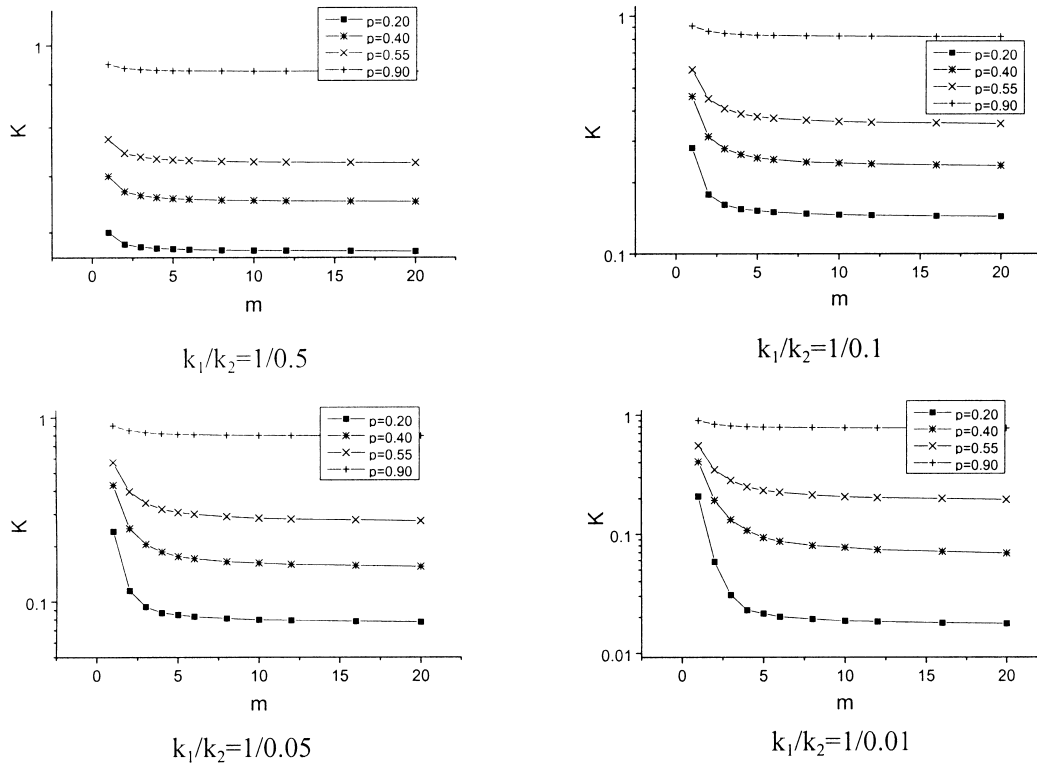 p=0.20
p=0.40
p=0.55
p=0.90
1
K
0 5 10 15 20
m
k₁/k₂=1/0.5
p=0.20
p=0.40
p=0.55
p=0.90
1
K
0.1
0 5 10 15 20
m
k₁/k₂=1/0.1
p=0.20
p=0.40
p=0.55
p=0.90
1
K
0.1
0 5 10 15 20
m
k₁/k₂=1/0.05
p=0.20
p=0.40
p=0.55
p=0.90
1
K
0.1
0.01
0 5 10 15 20
m
k₁/k₂=1/0.01